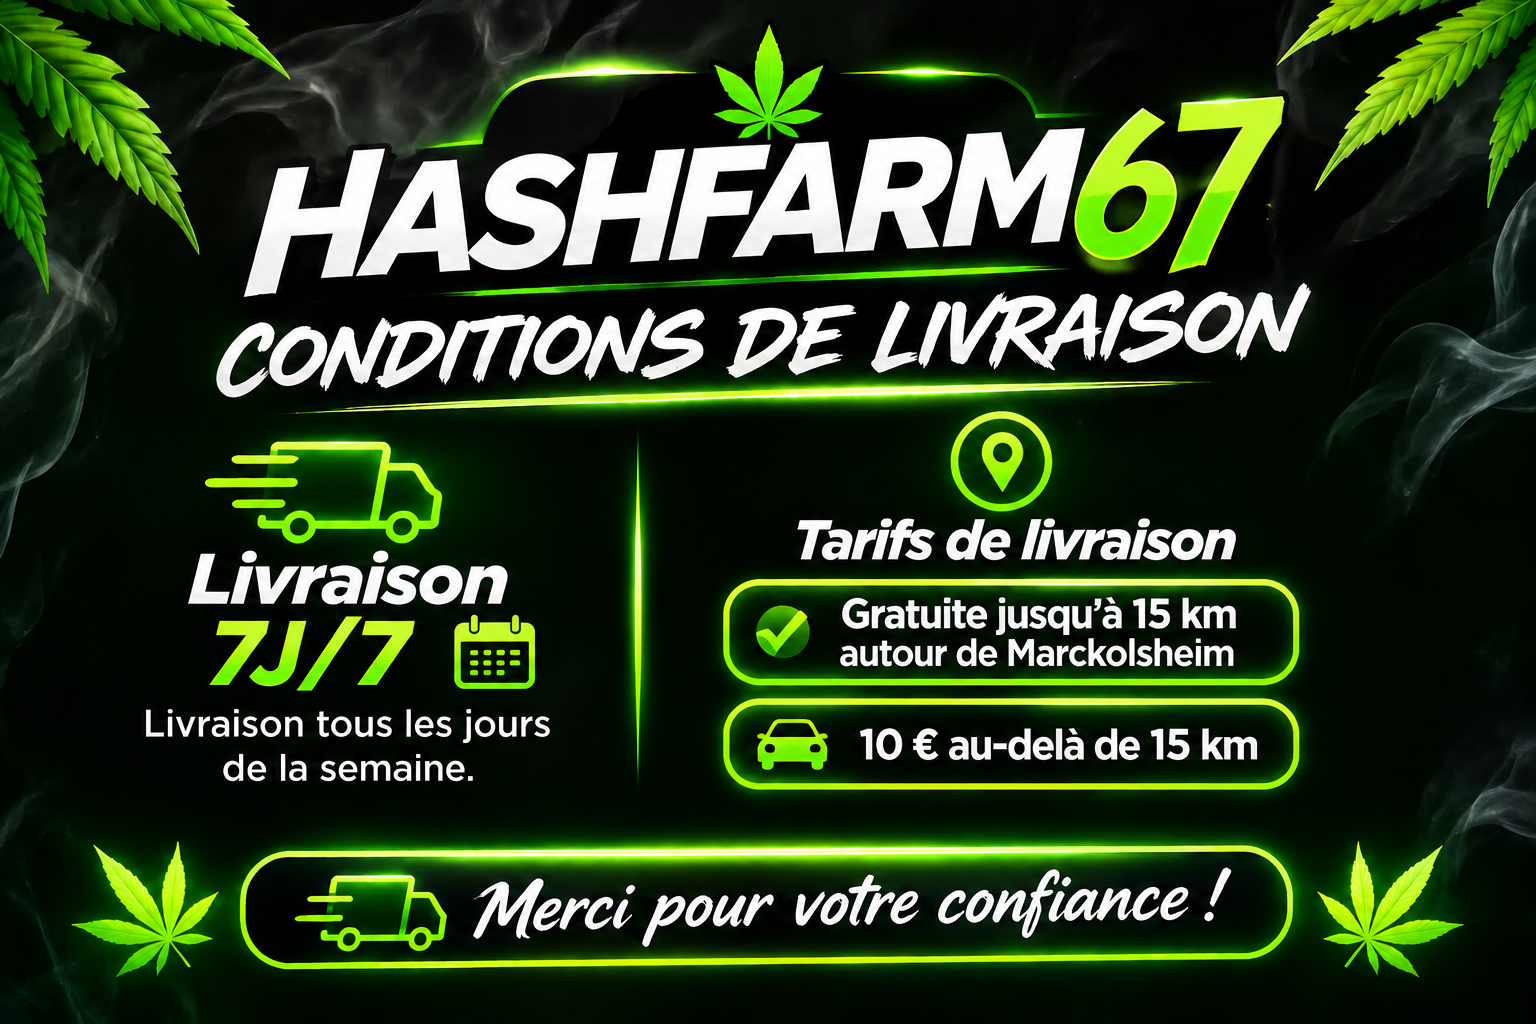 HASHFARM67
CONDITIONS DE LIVRAISON
Livraison
7J/7
Livraison tous les jours
de la semaine.
Tarifs de livraison
Gratuite jusqu'à 15 km
autour de Marckolsheim
10 € au-delà de 15 km
Merci pour votre confiance !